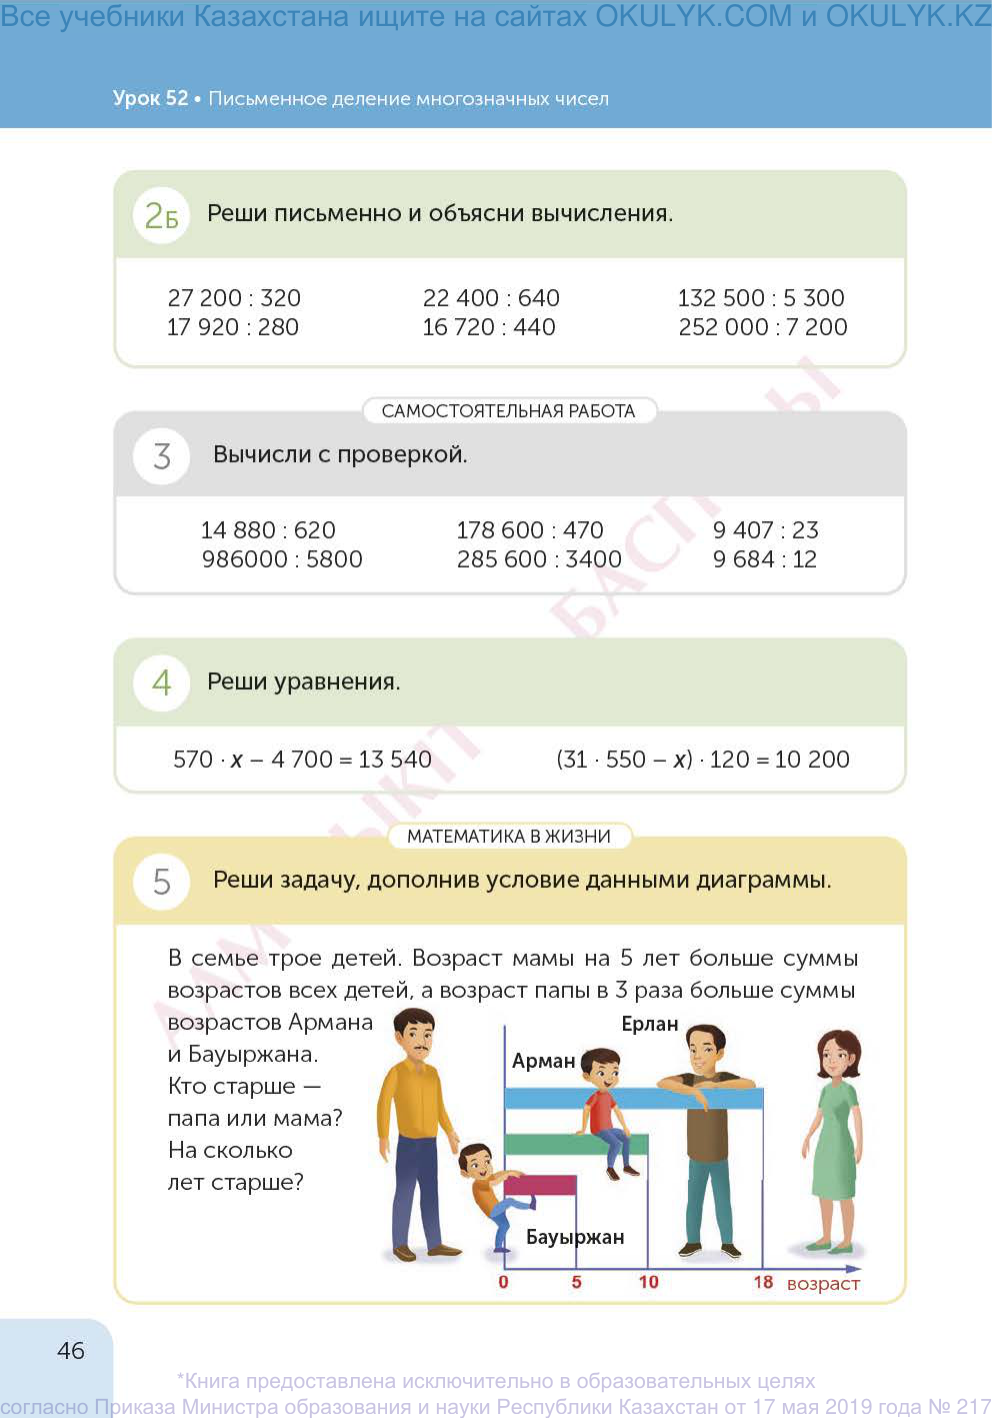 Все учебники Казахстана ищите на сайтах OKULYK.COM и OKULYK.KZ
Урок 52 • Письменное деление многозначных чисел
2Б Реши письменно и объясни вычисления.
27 200 : 320 22 400 : 640 132 500 : 5 300
17 920 : 280 16 720 : 440 252 000 : 7 200
САМОСТОЯТЕЛЬНАЯ РАБОТА
3 Вычисли с проверкой.
14 880 : 620 178 600 : 470 9 407 : 23
986000 : 5800 285 600 : 3400 9 684 : 12
4 Реши уравнения.
570 · x – 4 700 = 13 540 (31 · 550 – x) · 120 = 10 200
МАТЕМАТИКА В ЖИЗНИ
5 Реши задачу, дополнив условие данными диаграммы.
В семье трое детей. Возраст мамы на 5 лет больше суммы
возрастов всех детей, а возраст папы в 3 раза больше суммы
возрастов Армана
и Бауыржана.
Кто старше —
папа или мама?
На сколько
лет старше?
Ерлан
Арман
Бауыржан
0 5 10 18 возраст
46
*Книга предоставлена исключительно в образовательных целях
согласно Приказа Министра образования и науки Республики Казахстан от 17 мая 2019 года № 217